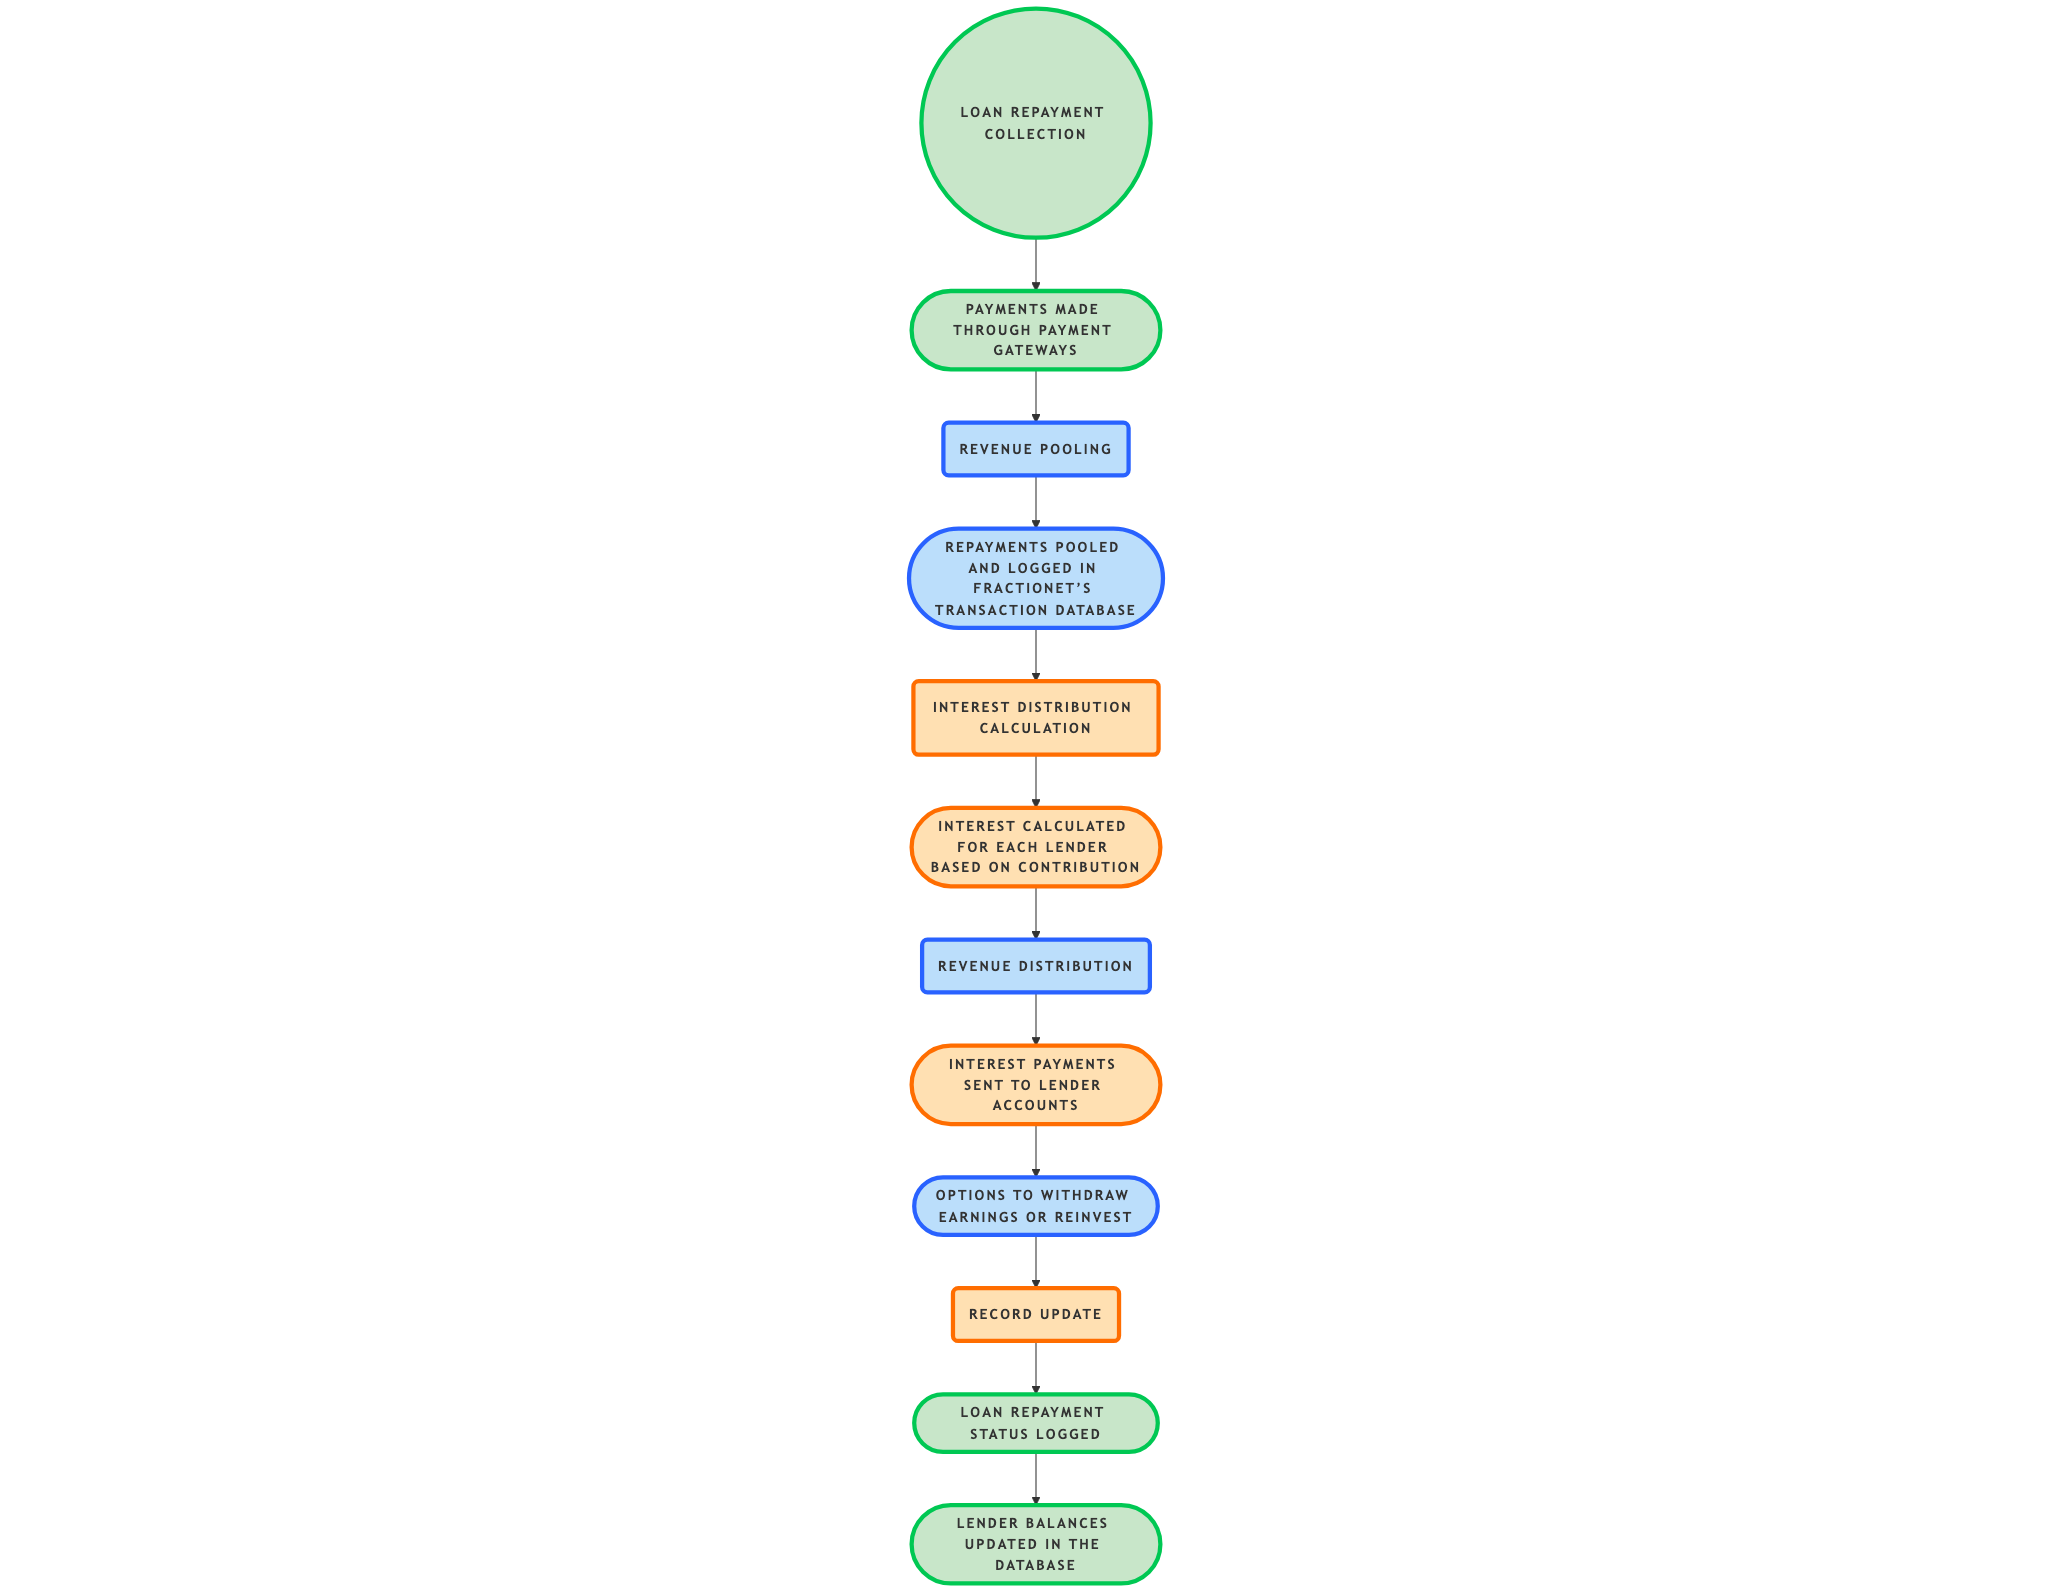 LOAN REPAYMENT
COLLECTION
PAYMENTS MADE
THROUGH PAYMENT
GATEWAYS
REVENUE POOLING
REPAYMENTS POOLED
AND LOGGED IN
FRACTIONET’S
TRANSACTION DATABASE
INTEREST DISTRIBUTION
CALCULATION
INTEREST CALCULATED
FOR EACH LENDER
BASED ON CONTRIBUTION
REVENUE DISTRIBUTION
INTEREST PAYMENTS
SENT TO LENDER
ACCOUNTS
OPTIONS TO WITHDRAW
EARNINGS OR REINVEST
RECORD UPDATE
LOAN REPAYMENT
STATUS LOGGED
LENDER BALANCES
UPDATED IN THE
DATABASE